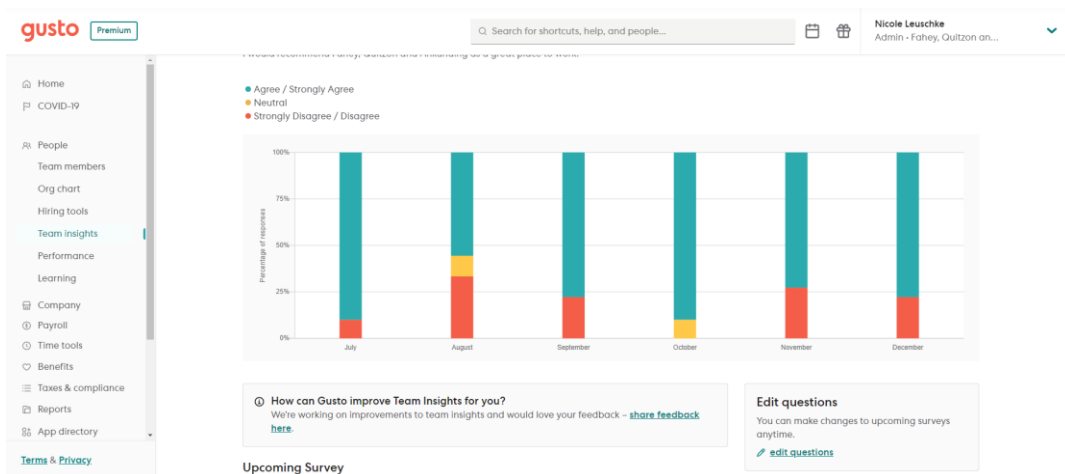 gusto Premium
Search for shortcuts, help, and people...
Nicole Leuschke
Admin • Fahey, Quitzon an...
Home
COVID-19
People
Team members
Org chart
Hiring tools
Team insights
Performance
Learning
Company
Payroll
Time tools
Benefits
Taxes & compliance
Reports
App directory
Terms & Privacy
as a great place to work.
Agree / Strongly Agree
Neutral
Strongly Disagree / Disagree
Percentage of responses
100%
75%
50%
25%
0%
July August September October November December
How can Gusto improve Team Insights for you?
We're working on improvements to team insights and would love your feedback – share feedback
here.
Edit questions
You can make changes to upcoming surveys
anytime.
edit questions
Upcoming Survey